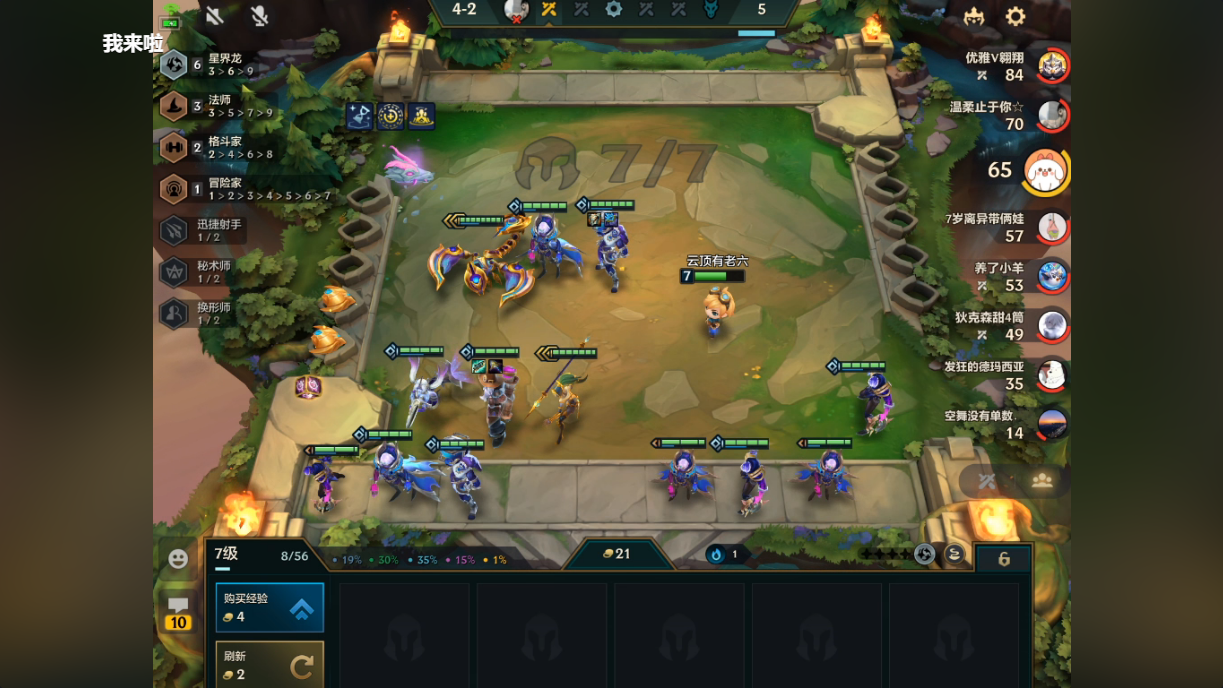 4-2
5
我来啦
6 星界龙
3 > 6 > 9
3 法师
3 > 5 > 7 > 9
2 格斗家
2 > 4 > 6 > 8
1 冒险家
1 > 2 > 3 > 4 > 5 > 6 > 7
迅捷射手
1 / 2
秘术师
1 / 2
换形师
1 / 2
7/7
云顶有老六
7
优雅V翱翔
84
温柔止于你☆
70
65
7岁离异带俩娃
57
养了小羊
53
狄克森甜4筒
49
发狂的德玛西亚
35
空舞没有单数.
14
7级
8/56
19% 30% 35% 15% 1%
21
1
购买经验
4
10
刷新
2